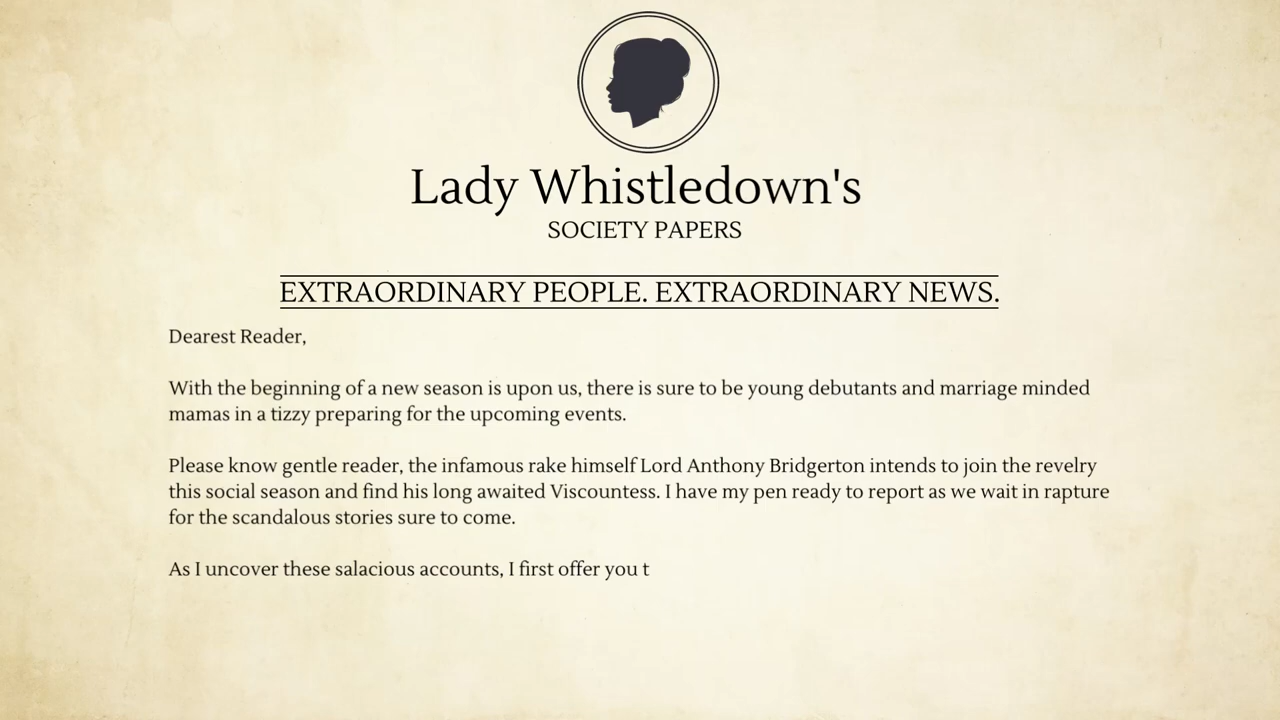 Lady Whistledown's
SOCIETY PAPERS
EXTRAORDINARY PEOPLE. EXTRAORDINARY NEWS.
Dearest Reader,
With the beginning of a new season is upon us, there is sure to be young debutants and marriage minded
mamas in a tizzy preparing for the upcoming events.
Please know gentle reader, the infamous rake himself Lord Anthony Bridgerton intends to join the revelry
this social season and find his long awaited Viscountess. I have my pen ready to report as we wait in rapture
for the scandalous stories sure to come.
As I uncover these salacious accounts, I first offer you t